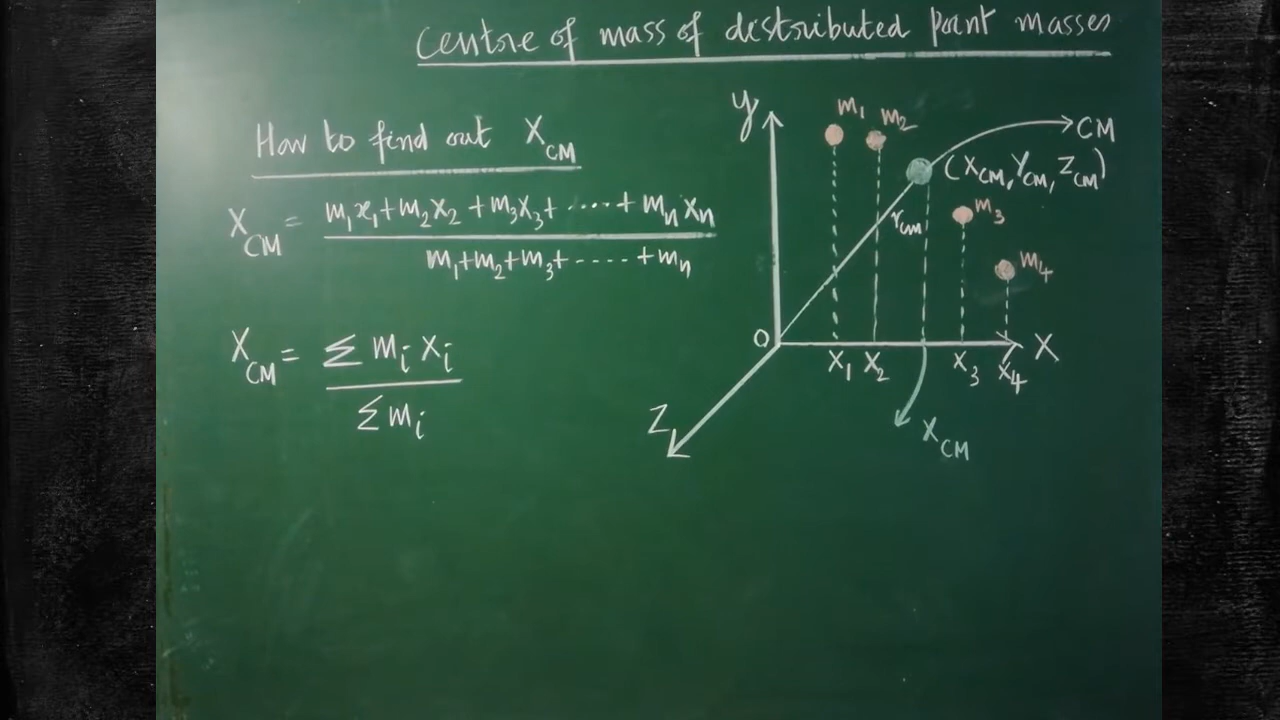 Centre of mass of distributed point masses
How to find out X_CM
X_CM = m₁x₁+m₂x₂+m₃x₃+······+mₙxₙ
m₁+m₂+m₃+·····+mₙ
X_CM = Σ mᵢ xᵢ
Σ mᵢ
y
m₁
m₂
CM
(X_CM, Y_CM, Z_CM)
r_cm
m₃
m₄
O
X
x₁
x₂
x₃
x₄
Z
X_CM